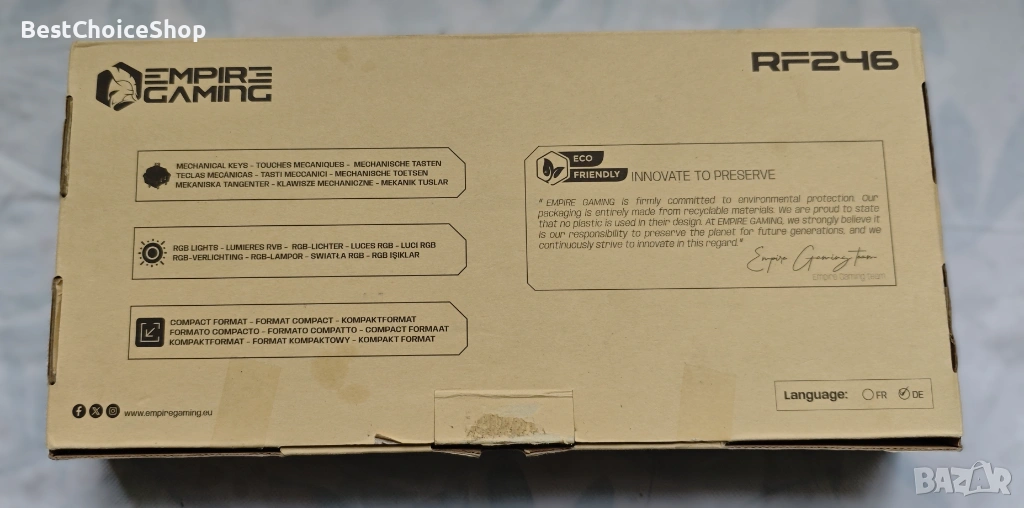 BestChoiceShop
EMPIRE
GAMING
RF246
MECHANICAL KEYS - TOUCHES MECANIQUES - MECHANISCHE TASTEN
TECLAS MECANICAS - TASTI MECCANICI - MECHANISCHE TOETSEN
MEKANISKA TANGENTER - KLAWISZE MECHANICZNE - MEKANIK TUSLAR
RGB LIGHTS - LUMIERES RVB - RGB-LICHTER - LUCES RGB - LUCI RGB
RGB-VERLICHTING - RGB-LAMPOR - ŚWIATŁA RGB - RGB IŞIKLAR
COMPACT FORMAT - FORMAT COMPACT - KOMPAKTFORMAT
FORMATO COMPACTO - FORMATO COMPATTO - COMPACT FORMAAT
KOMPAKTFORMAT - FORMAT KOMPAKTOWY - KOMPAKT FORMAT
ECO
FRIENDLY
INNOVATE TO PRESERVE
" EMPIRE GAMING is firmly committed to environmental protection. Our
packaging is entirely made from recyclable materials. We are proud to state
that no plastic is used in their design. At EMPIRE GAMING, we strongly believe it
is our responsibility to preserve the planet for future generations, and we
continuously strive to innovate in this regard."
Empire Gaming team
Empire Gaming team
Language: FR DE
www.empiregaming.eu
BAZAR